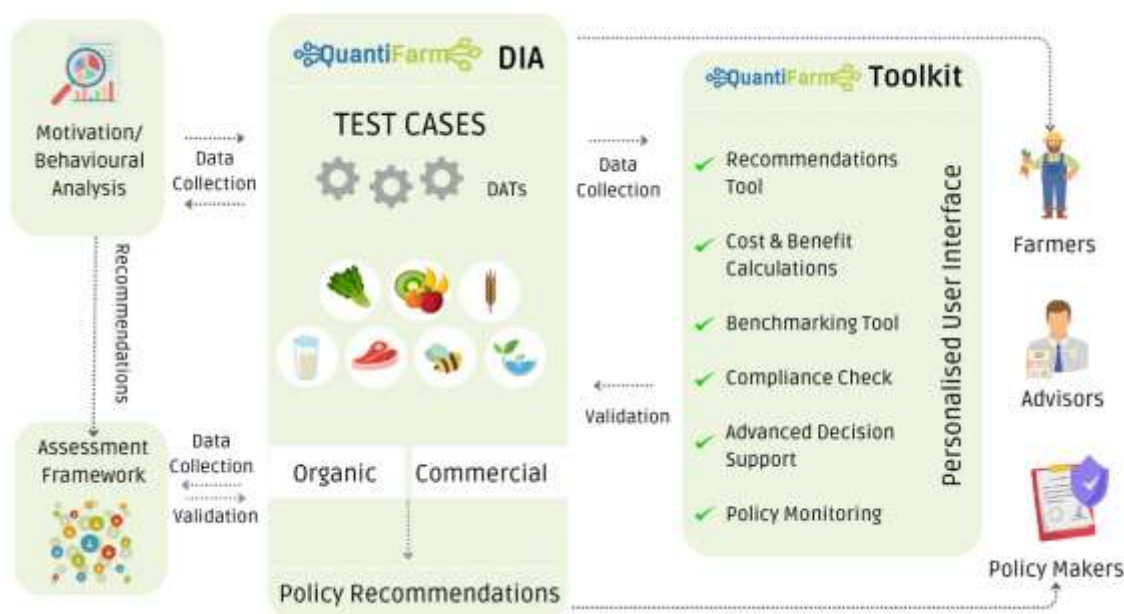 Motivation/
Behavioural
Analysis
Data
Collection
Recommendations
Assessment
Framework
Data
Collection
Validation
QuantiFarm DIA
TEST CASES
DATs
Organic
Commercial
Policy Recommendations
Data
Collection
Validation
QuantiFarm Toolkit
Recommendations
Tool
Cost & Benefit
Calculations
Benchmarking Tool
Compliance Check
Advanced Decision
Support
Policy Monitoring
Personalised User Interface
Farmers
Advisors
Policy Makers